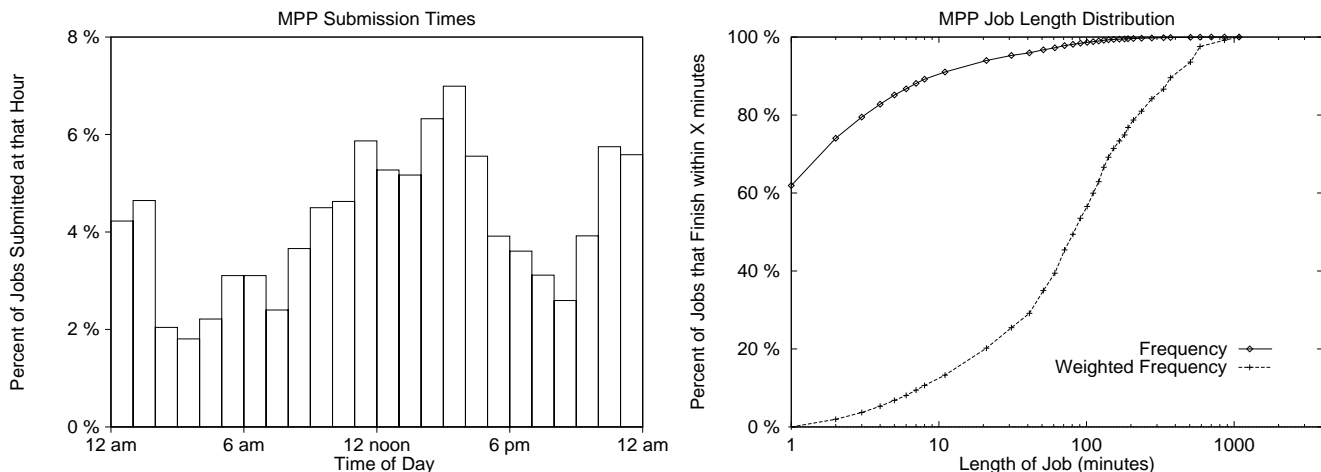 MPP Submission Times
Percent of Jobs Submitted at that Hour
8 %
6 %
4 %
2 %
0 %
12 am
6 am
12 noon
6 pm
12 am
Time of Day
MPP Job Length Distribution
Percent of Jobs that Finish within X minutes
100 %
80 %
60 %
40 %
20 %
0 %
Frequency
Weighted Frequency
1
10
100
1000
Length of Job (minutes)